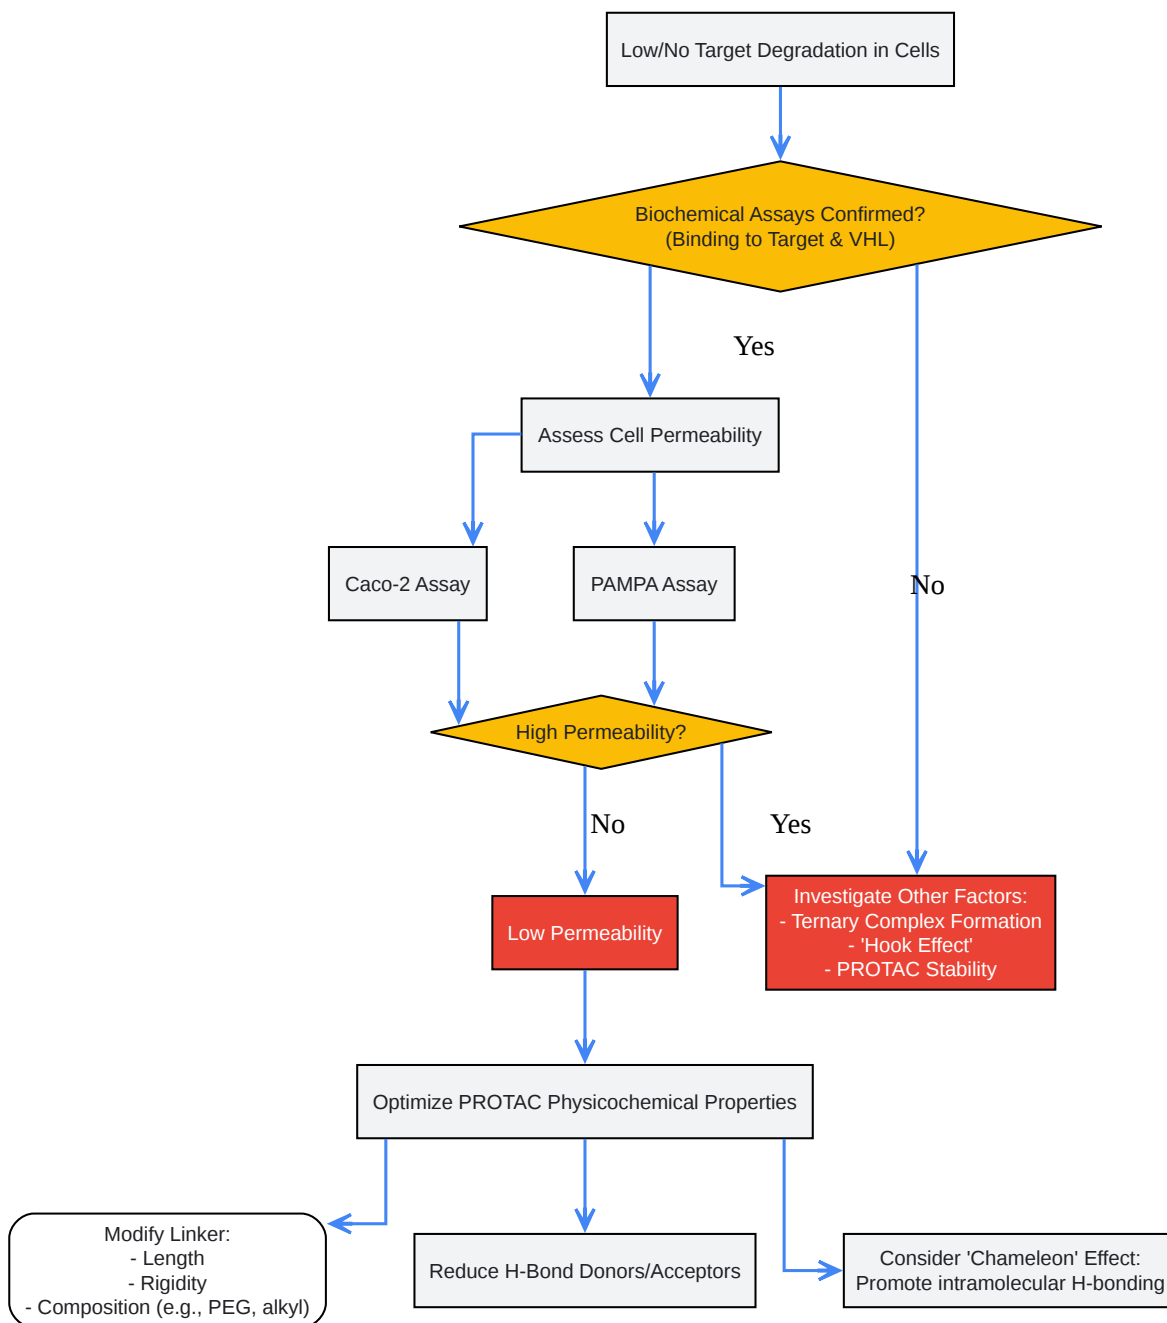 Low/No Target Degradation in Cells
Biochemical Assays Confirmed?
(Binding to Target & VHL)
Yes
Assess Cell Permeability
Caco-2 Assay
PAMPA Assay
No
High Permeability?
No
Yes
Low Permeability
Investigate Other Factors:
- Ternary Complex Formation
- 'Hook Effect'
- PROTAC Stability
Optimize PROTAC Physicochemical Properties
Modify Linker:
- Length
- Rigidity
- Composition (e.g., PEG, alkyl)
Reduce H-Bond Donors/Acceptors
Consider 'Chameleon' Effect:
Promote intramolecular H-bonding